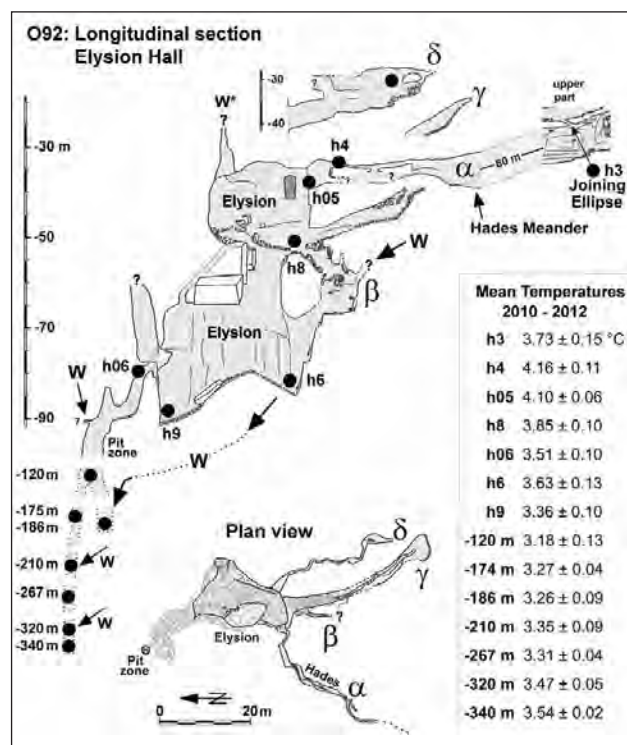 O92: Longitudinal section
Elysion Hall
δ
-30
-40
γ
W*
?
upper
part
-30 m
h4
α
80 m
h3
Joining
Ellipse
Elysion
h05
?
Hades Meander
-50
h8
W
?
β
?
-70
Elysion
h06
h6
W
?
-90
h9
Pit
zone
W
-120 m
-175 m
-186 m
-210 m
W
-267 m
-320 m
W
-340 m
Mean Temperatures
2010 - 2012
h3 3.73 ± 0.15 °C
h4 4.16 ± 0.11
h05 4.10 ± 0.06
h8 3.85 ± 0.10
h06 3.51 ± 0.10
h6 3.63 ± 0.13
h9 3.36 ± 0.10
-120 m 3.18 ± 0.13
-174 m 3.27 ± 0.04
-186 m 3.26 ± 0.09
-210 m 3.35 ± 0.09
-267 m 3.31 ± 0.04
-320 m 3.47 ± 0.05
-340 m 3.54 ± 0.02
Plan view
δ
γ
?
β
Elysion
Pit
zone
Hades
α
N
0 20 m